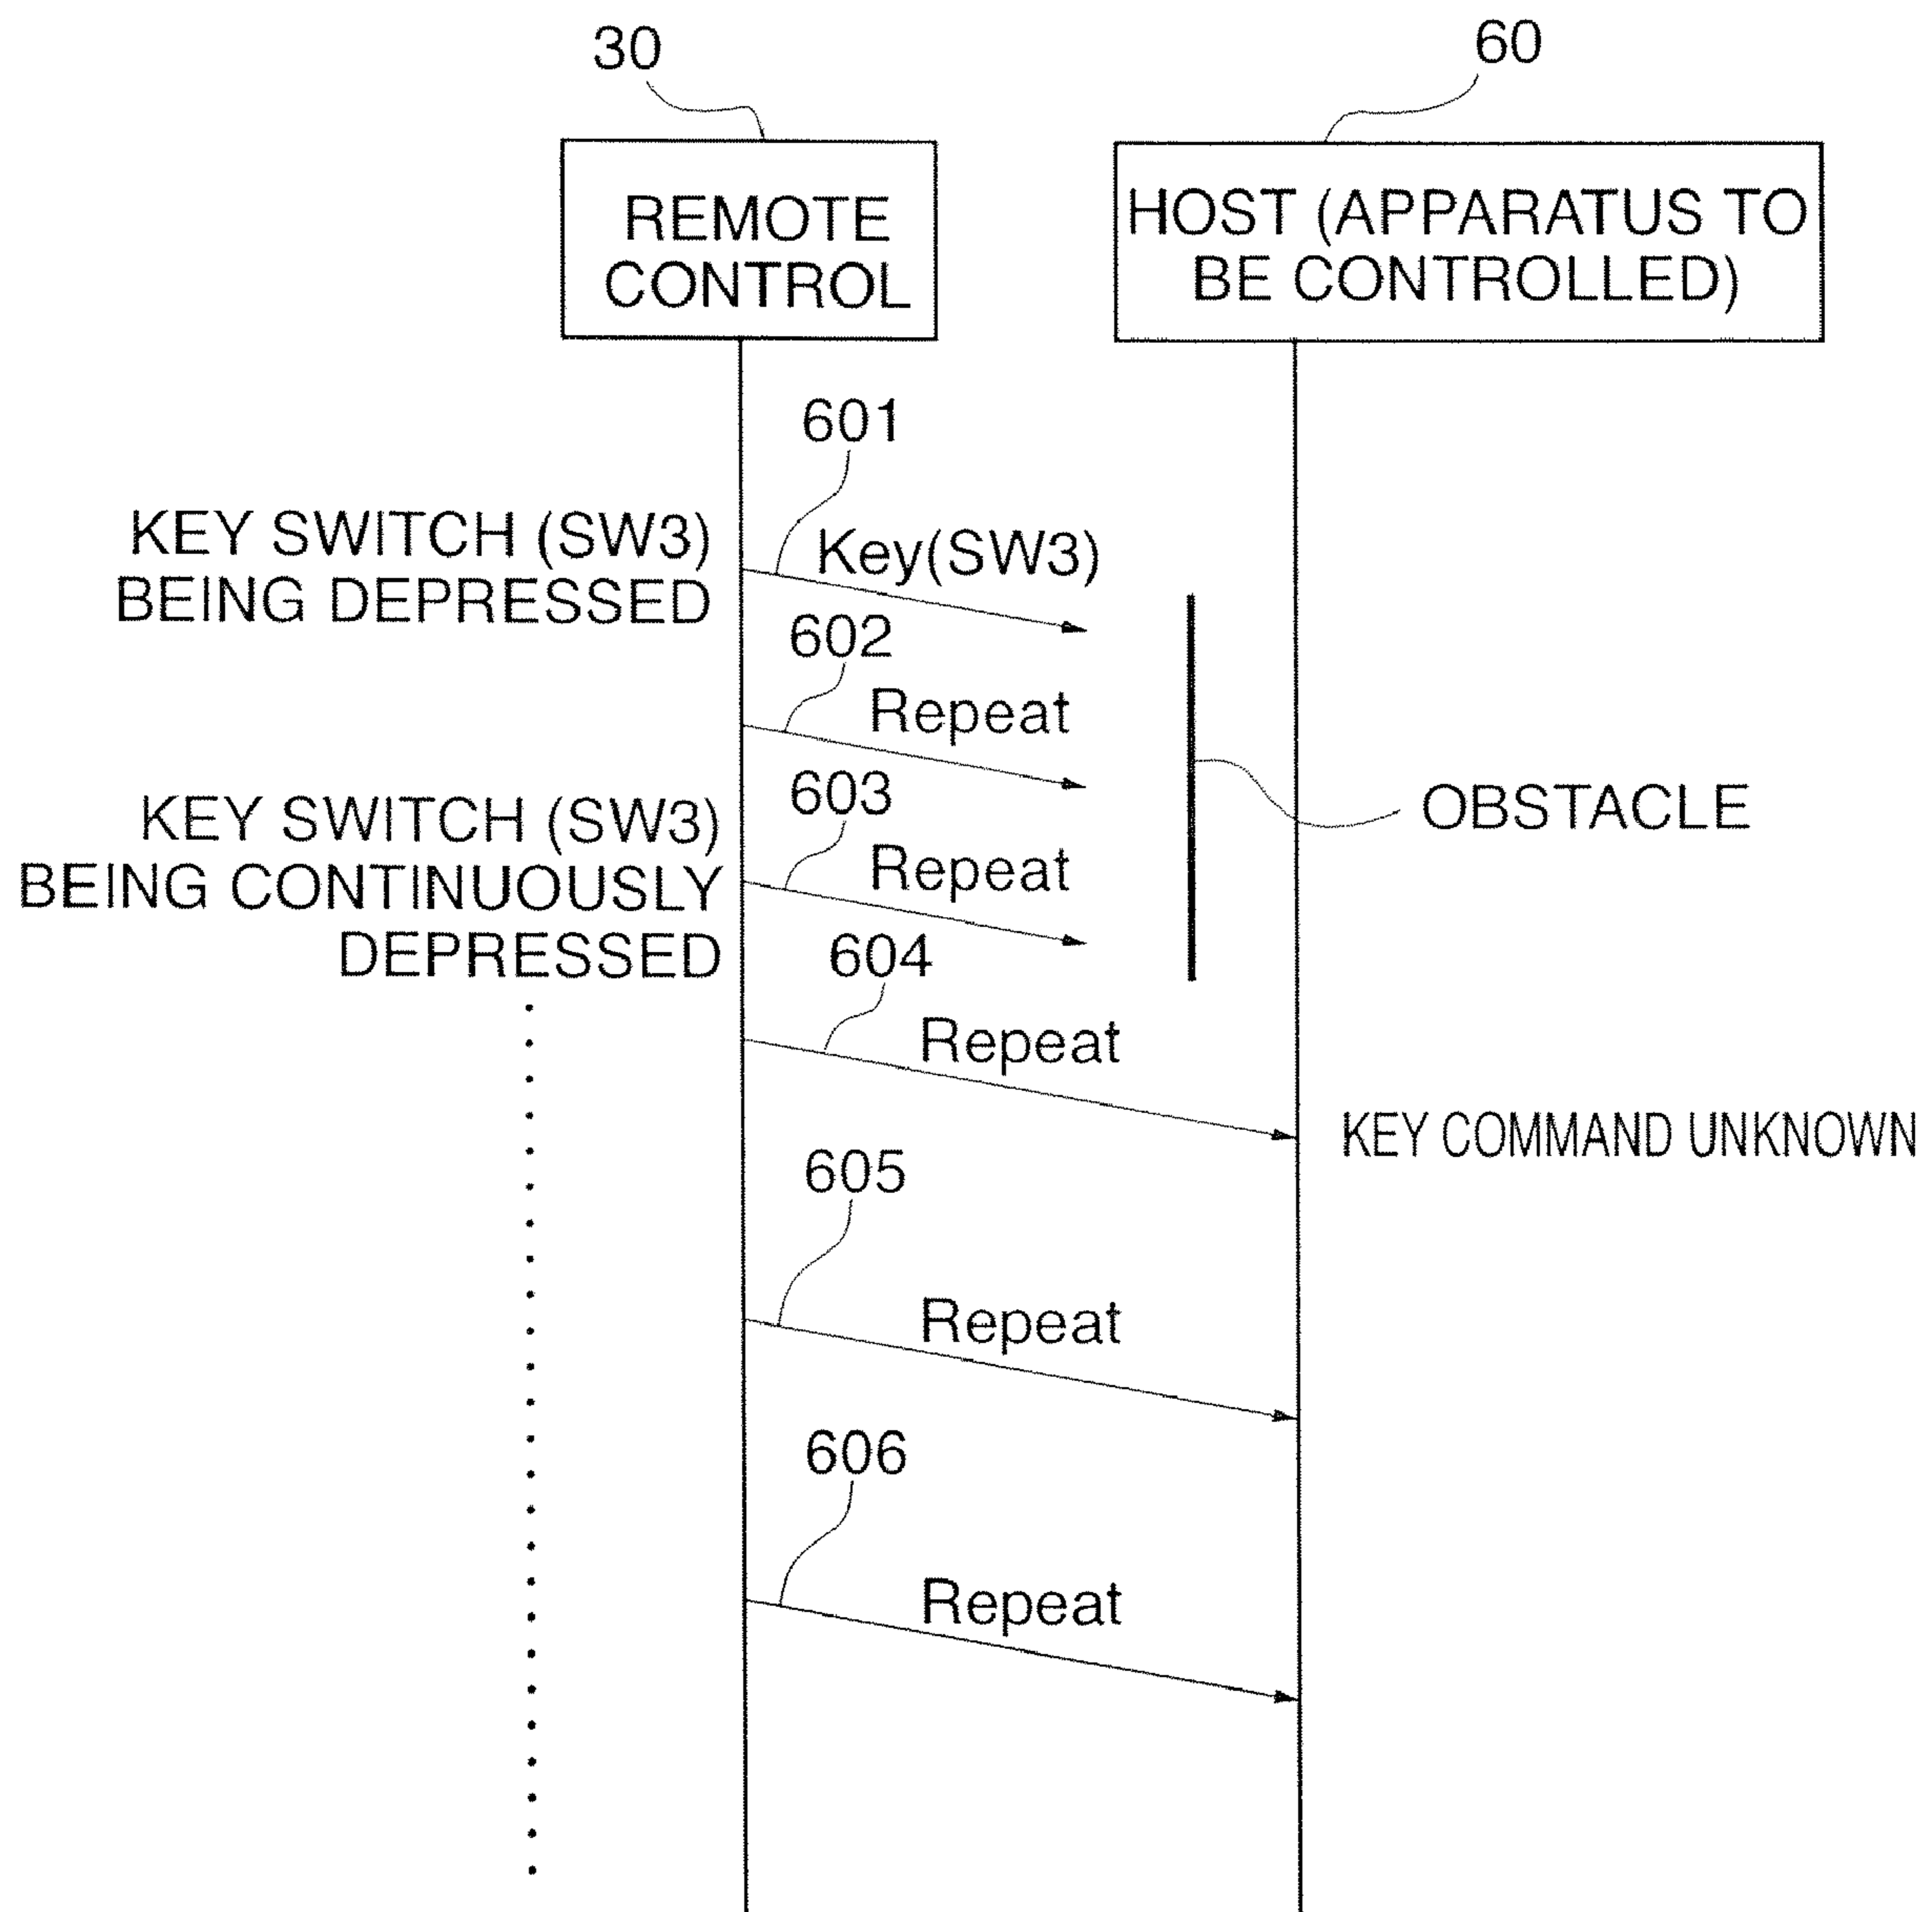 30
60
REMOTE
CONTROL
HOST (APPARATUS TO
BE CONTROLLED)
601
KEY SWITCH (SW3)
BEING DEPRESSED
Key(SW3)
602
Repeat
603
KEY SWITCH (SW3)
BEING CONTINUOUSLY
DEPRESSED
Repeat
OBSTACLE
604
Repeat
KEY COMMAND UNKNOWN
605
Repeat
606
Repeat